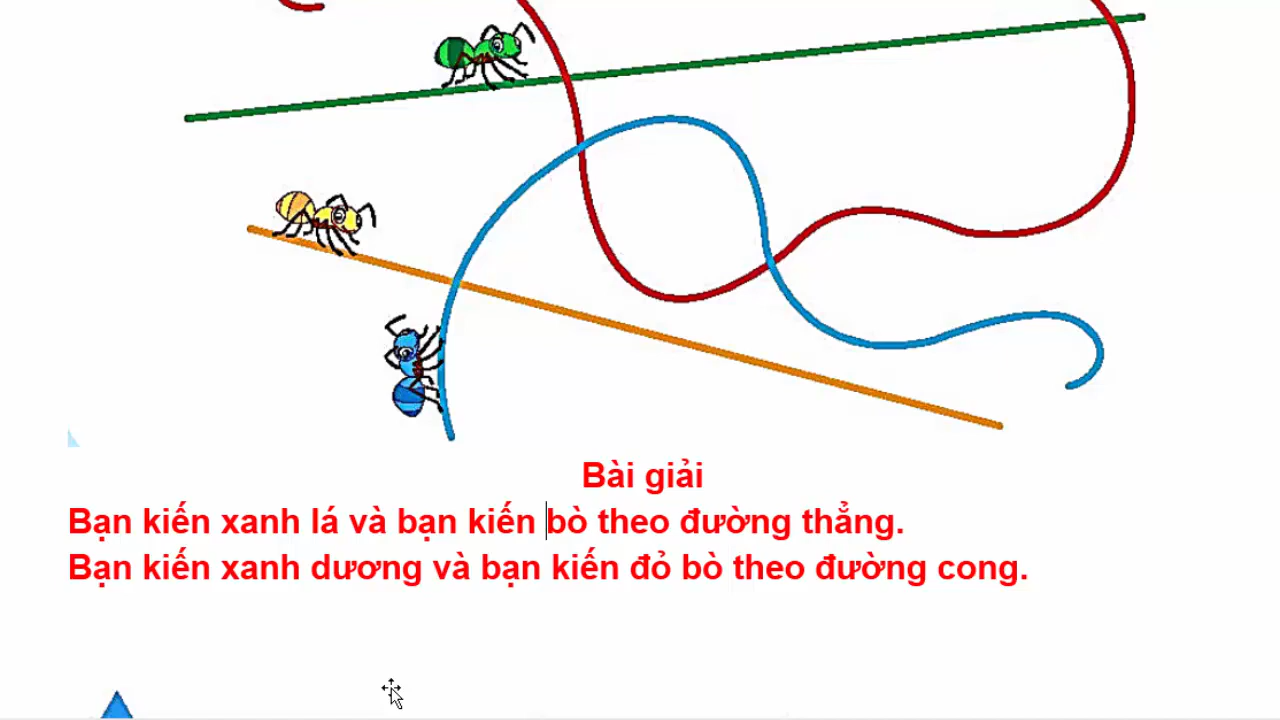 Bài giải
Bạn kiến xanh lá và bạn kiến bò theo đường thẳng.
Bạn kiến xanh dương và bạn kiến đỏ bò theo đường cong.